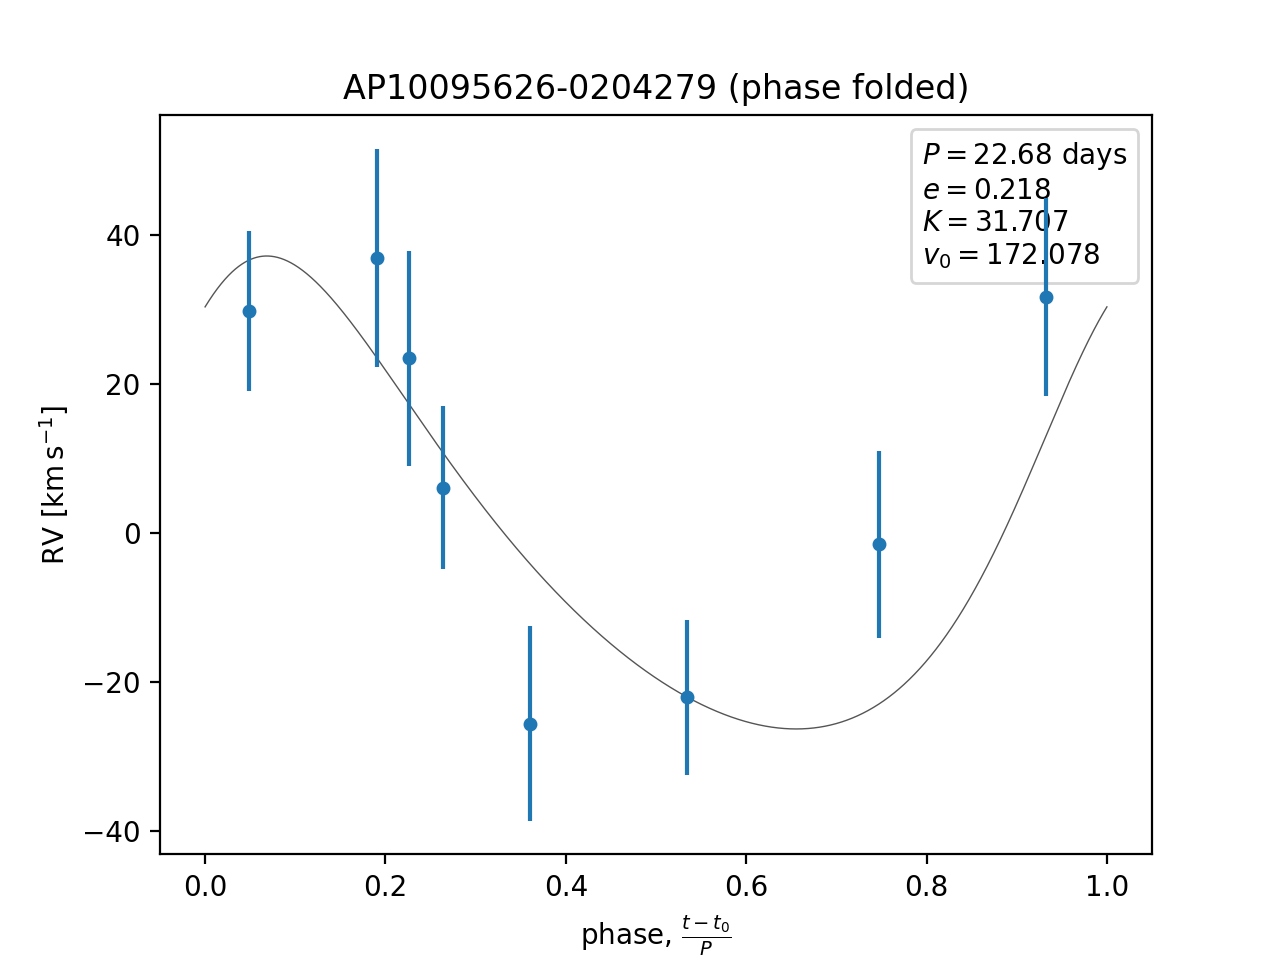 AP10095626-0204279 (phase folded)
P = 22.68 days
e = 0.218
K = 31.707
v₀ = 172.078
RV [km s⁻¹]
40
20
0
−20
−40
0.0 0.2 0.4 0.6 0.8 1.0
phase, (t − t₀)/P